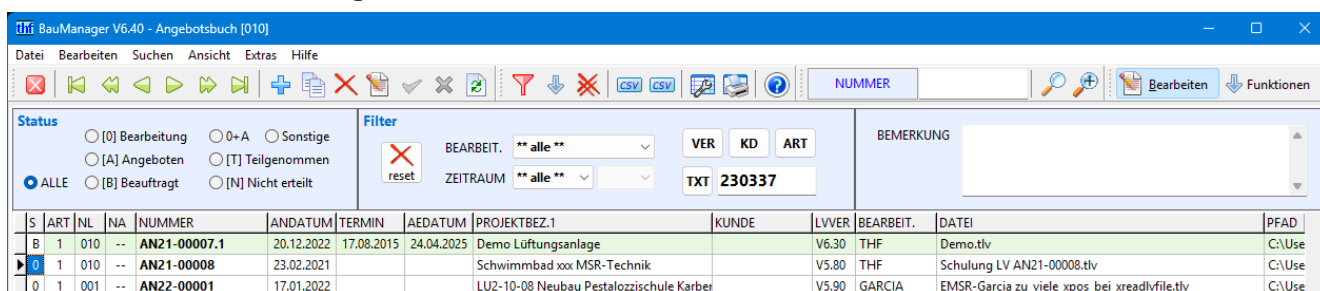 thf BauManager V6.40 - Angebotsbuch [010]
Datei Bearbeiten Suchen Ansicht Extras Hilfe
CSV CSV NUMMER Bearbeiten Funktionen
Status Filter
[0] Bearbeitung 0+A Sonstige
[A] Angeboten [T] Teilgenommen
ALLE [B] Beauftragt [N] Nicht erteilt
reset
BEARBEIT. ** alle ** VER KD ART
ZEITRAUM ** alle ** TXT 230337
BEMERKUNG
S ART NL NA NUMMER ANDATUM TERMIN AEDATUM PROJEKTBEZ.1 KUNDE LVVER BEARBEIT. DATEI PFAD
B 1 010 -- AN21-00007.1 20.12.2022 17.08.2015 24.04.2025 Demo Lüftungsanlage V6.30 THF Demo.tlv C:\Use
0 1 010 -- AN21-00008 23.02.2021 Schwimmbad xxx MSR-Technik V5.80 THF Schulung LV AN21-00008.tlv C:\Use
0 1 001 -- AN22-00001 17.01.2022 LU2-10-08 Neubau Pestalozzischule Karber V5.90 GARCIA EMSR-Garcia zu viele xpos bei xreadlvfile.tlv C:\Use